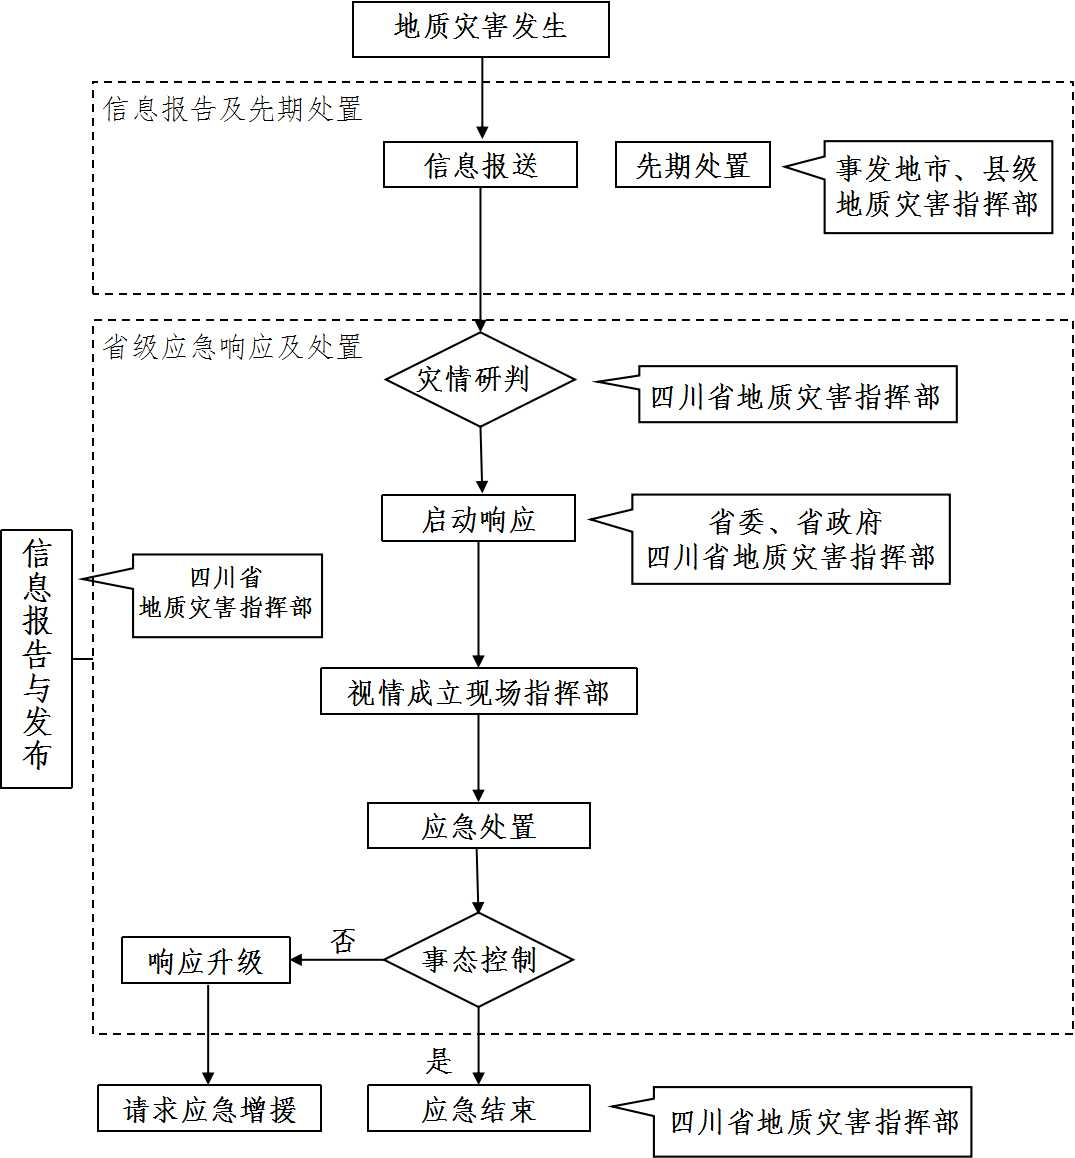 地质灾害发生
信息报告及先期处置
信息报送
先期处置
事发地市、县级
地质灾害指挥部
省级应急响应及处置
灾情研判
四川省地质灾害指挥部
启动响应
省委、省政府
四川省地质灾害指挥部
信息报告与发布
四川省
地质灾害指挥部
视情成立现场指挥部
应急处置
事态控制
否
响应升级
是
请求应急增援
应急结束
四川省地质灾害指挥部